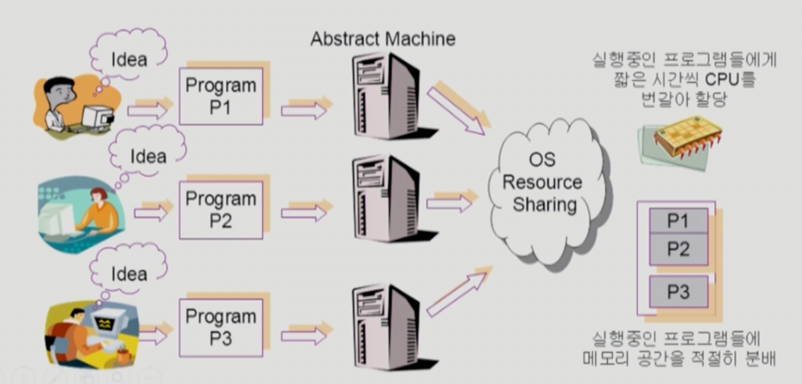 Abstract Machine
Idea
Program
P1
Idea
Program
P2
Idea
Program
P3
OS
Resource
Sharing
실행중인 프로그램들에게
짧은 시간씩 CPU를
번갈아 할당
P1
P2
P3
실행중인 프로그램들에
메모리 공간을 적절히 분배